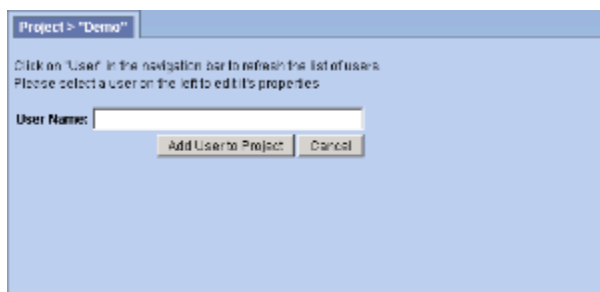 Project > "Demo"
Click on "User" in the navigation bar to refresh the list of users
Please select a user on the left to edit it's properties
User Name:
Add User to Project Cancel